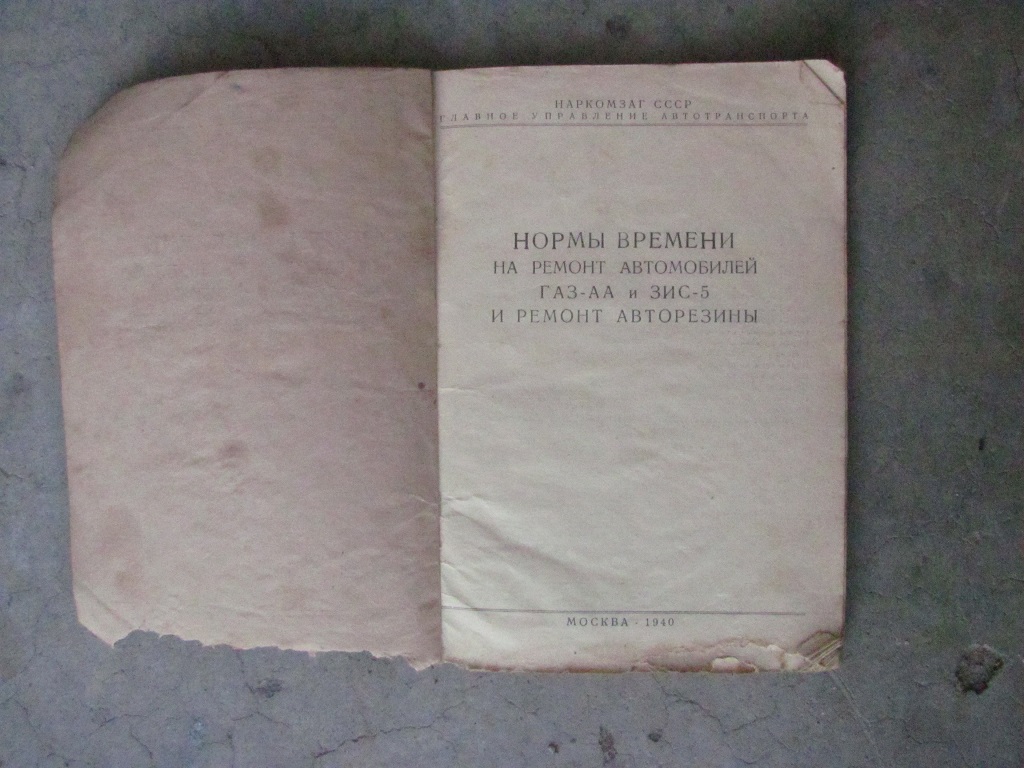 НАРКОМЗАГ СССР
ГЛАВНОЕ УПРАВЛЕНИЕ АВТОТРАНСПОРТА
НОРМЫ ВРЕМЕНИ
НА РЕМОНТ АВТОМОБИЛЕЙ
ГАЗ-АА и ЗИС-5
И РЕМОНТ АВТОРЕЗИНЫ
МОСКВА - 1940